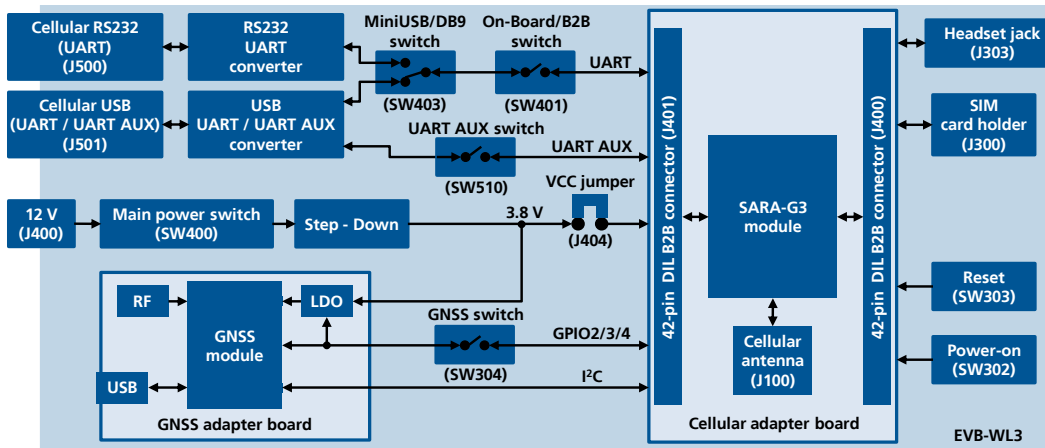 Cellular RS232
(UART)
(J500)
RS232
UART
converter
MiniUSB/DB9
switch
(SW403)
On-Board/B2B
switch
(SW401)
UART
Cellular USB
(UART / UART AUX)
(J501)
USB
UART / UART AUX
converter
UART AUX switch
(SW510)
UART AUX
12 V
(J400)
Main power switch
(SW400)
Step - Down
3.8 V
VCC jumper
(J404)
RF
GNSS
module
LDO
USB
GNSS adapter board
GNSS switch
(SW304)
GPIO2/3/4
I²C
42-pin DIL B2B connector (J401)
SARA-G3
module
Cellular
antenna
(J100)
42-pin DIL B2B connector (J400)
Cellular adapter board
Headset jack
(J303)
SIM
card holder
(J300)
Reset
(SW303)
Power-on
(SW302)
EVB-WL3